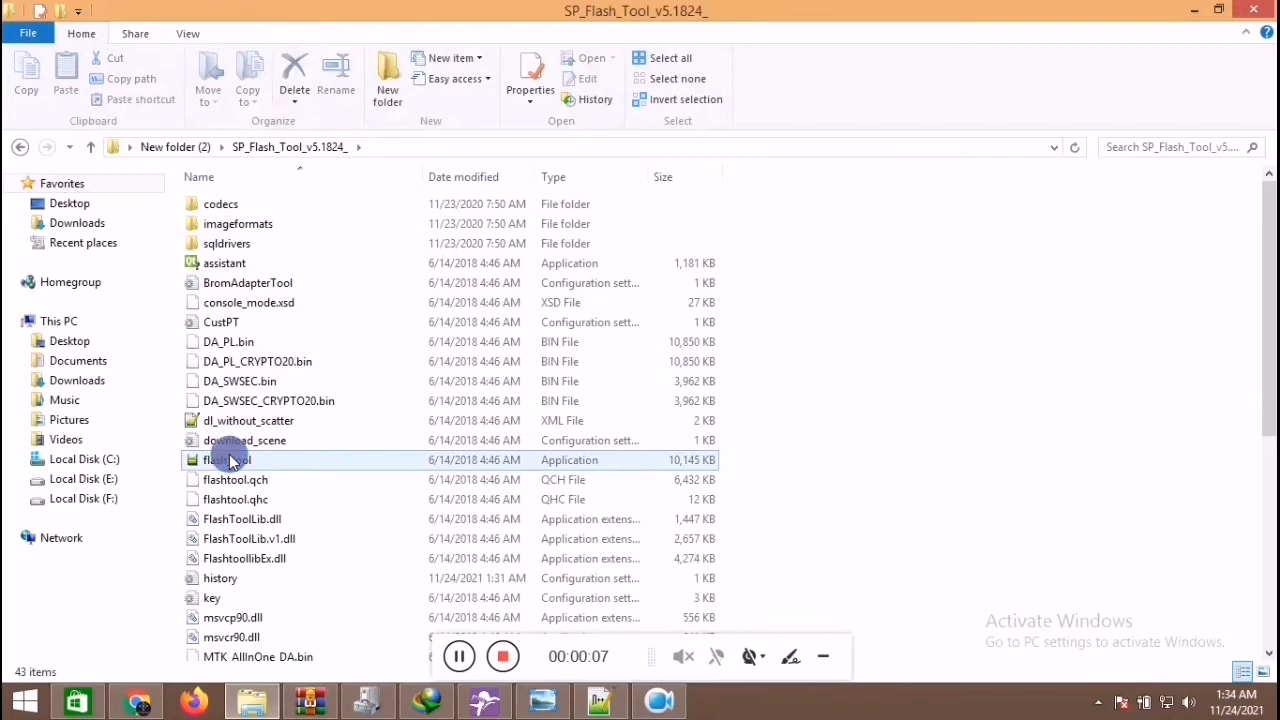 SP_Flash_Tool_v5.1824_
File Home Share View
Cut
Copy path
Paste shortcut
Copy Paste
Clipboard
Move to Copy to Delete Rename
Organize
New folder
New item
Easy access
New
Properties
Open
Edit
History
Open
Select all
Select none
Invert selection
Select
New folder (2) SP_Flash_Tool_v5.1824_
Search SP_Flash_Tool_v5....
Name Date modified Type Size
Favorites
Desktop
Downloads
Recent places
Homegroup
This PC
Desktop
Documents
Downloads
Music
Pictures
Videos
Local Disk (C:)
Local Disk (E:)
Local Disk (F:)
Network
codecs 11/23/2020 7:50 AM File folder
imageformats 11/23/2020 7:50 AM File folder
sqldrivers 11/23/2020 7:50 AM File folder
assistant 6/14/2018 4:46 AM Application 1,181 KB
BromAdapterTool 6/14/2018 4:46 AM Configuration sett... 1 KB
console_mode.xsd 6/14/2018 4:46 AM XSD File 27 KB
CustPT 6/14/2018 4:46 AM Configuration sett... 1 KB
DA_PL.bin 6/14/2018 4:46 AM BIN File 10,850 KB
DA_PL_CRYPTO20.bin 6/14/2018 4:46 AM BIN File 10,850 KB
DA_SWSEC.bin 6/14/2018 4:46 AM BIN File 3,962 KB
DA_SWSEC_CRYPTO20.bin 6/14/2018 4:46 AM BIN File 3,962 KB
dl_without_scatter 6/14/2018 4:46 AM XML File 2 KB
download_scene 6/14/2018 4:46 AM Configuration sett... 1 KB
flash_tool 6/14/2018 4:46 AM Application 10,145 KB
flashtool.qch 6/14/2018 4:46 AM QCH File 6,432 KB
flashtool.qhc 6/14/2018 4:46 AM QHC File 12 KB
FlashToolLib.dll 6/14/2018 4:46 AM Application extens... 1,447 KB
FlashToolLib.v1.dll 6/14/2018 4:46 AM Application extens... 2,657 KB
FlashtoollibEx.dll 6/14/2018 4:46 AM Application extens... 4,274 KB
history 11/24/2021 1:31 AM Configuration sett... 1 KB
key 6/14/2018 4:46 AM Configuration sett... 3 KB
msvcp90.dll 6/14/2018 4:46 AM Application extens... 556 KB
msvcr90.dll
MTK_AllInOne_DA.bin
00:00:07
Activate Windows
Go to PC settings to activate Windows.
43 items
1:34 AM
11/24/2021